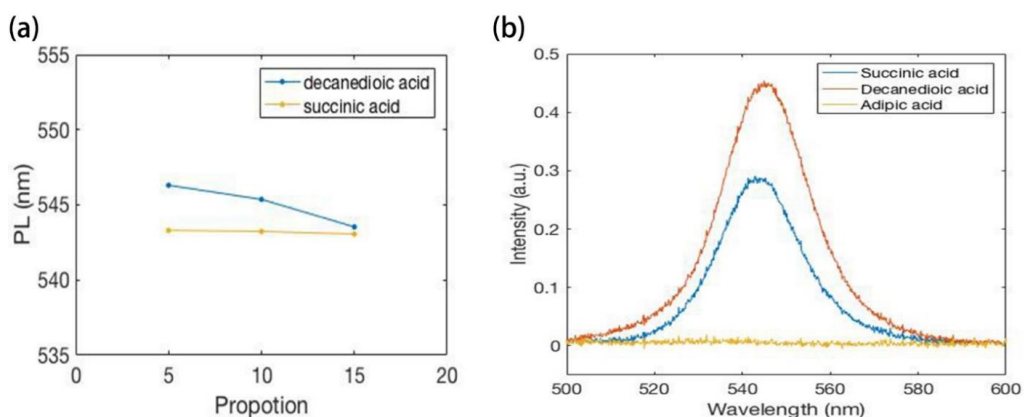 (a)
555
550
545
540
535
PL (nm)
decanedioic acid
succinic acid
0 5 10 15 20
Propotion
(b)
0.5
0.4
0.3
0.2
0.1
0
Intensity (a.u.)
Succinic acid
Decanedioic acid
Adipic acid
500 520 540 560 580 600
Wavelength (nm)